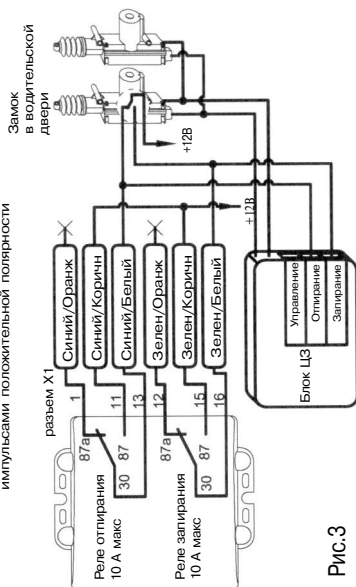 импульсами положительной полярности
Замок
в водительской
двери
разъем X1
+12В
+12В
1
Синий/Оранж
11
Синий/Коричн
13
Синий/Белый
12
Зелен/Оранж
15
Зелен/Коричн
16
Зелен/Белый
87а
87
30
Реле отпирания
10 А макс
87а
87
30
Реле запирания
10 А макс
Блок ЦЗ
Управление
Отпирание
Запирание
Рис.3